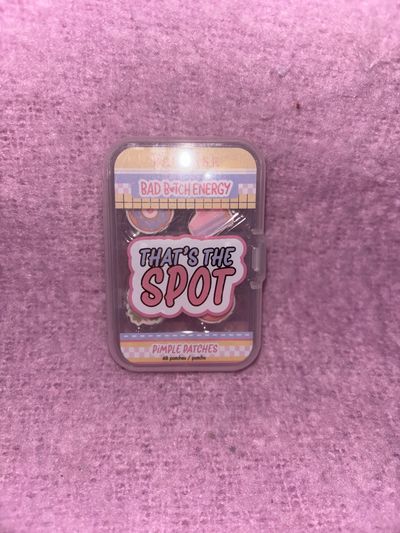 BAD B*TCH ENERGY
THAT'S THE
SPOT
PIMPLE PATCHES